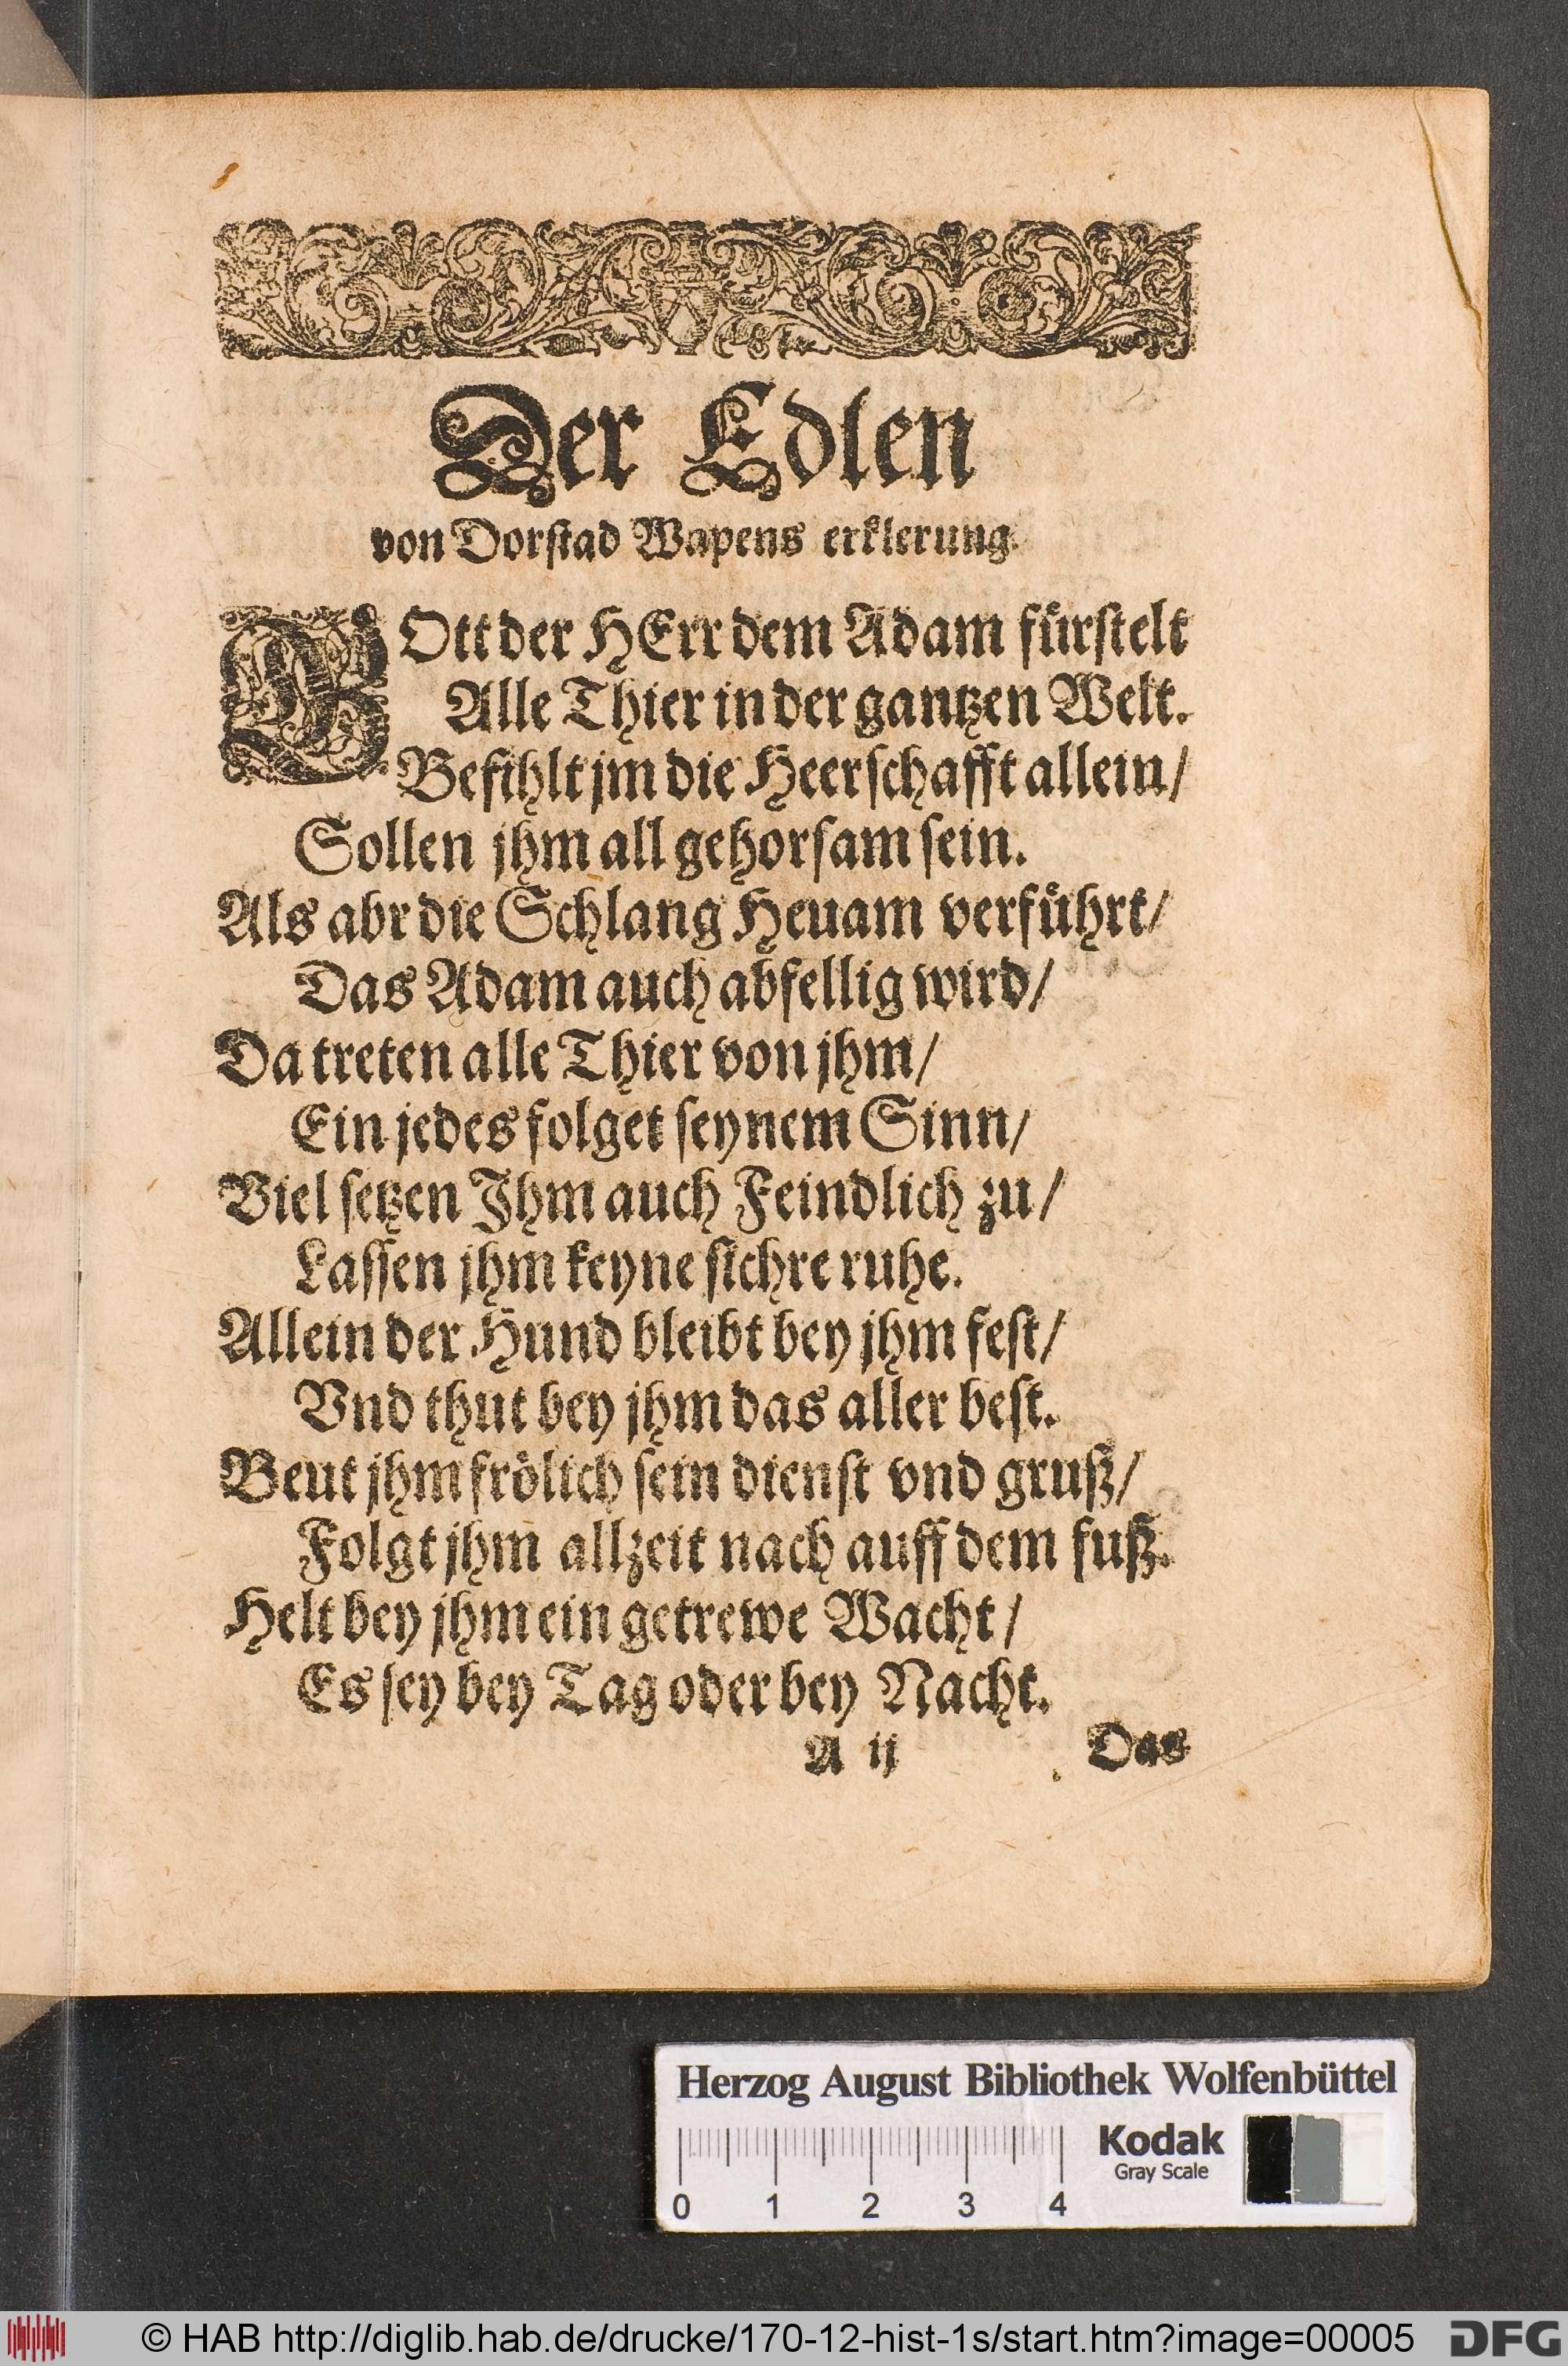 Der Edlen
von Dorstad Wapens erklerung.
GOtt der HErr dem Adam fürstelt
Alle Thier in der gantzen Welt.
Befihlt jm die Heerschafft allein/
Sollen jhm all gehorsam sein.
Als abr die Schlang Heuam verführt/
Das Adam auch abfellig wird/
Da treten alle Thier von jhm/
Ein jedes folget seynem Sinn/
Viel setzen Jhm auch Feindlich zu/
Lassen jhm keyne sichre ruhe.
Allein der Hund bleibt bey jhm fest/
Vnd thut bey jhm das aller best.
Beut jhm frölich sein dienst vnd gruß/
Folgt jhm allzeit nach auff dem fuß.
Helt bey jhm ein getrewe Wacht/
Es sey bey Tag oder bey Nacht.
A ij Das
Herzog August Bibliothek Wolfenbüttel
Kodak
Gray Scale
0 1 2 3 4
© HAB http://diglib.hab.de/drucke/170-12-hist-1s/start.htm?image=00005 DFG